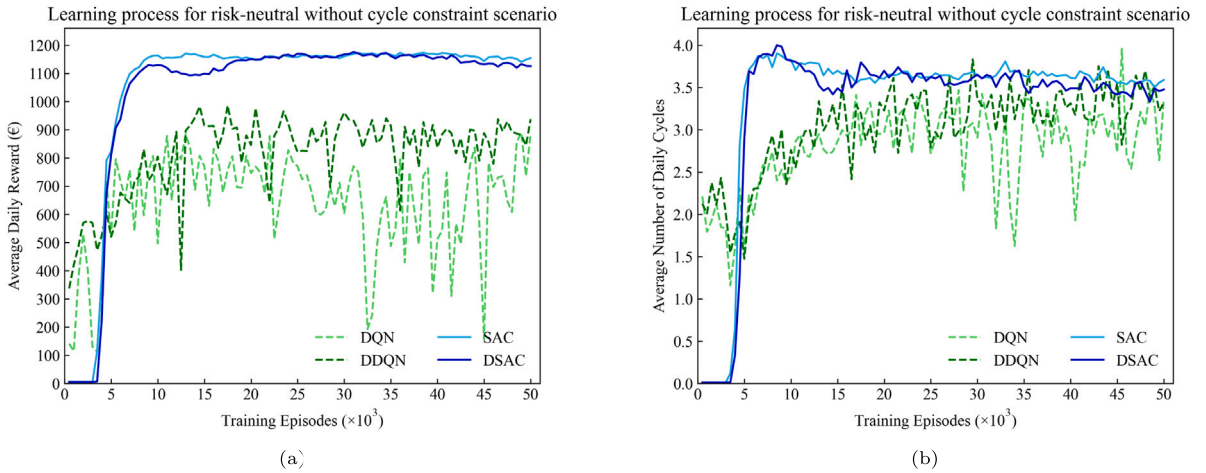 Learning process for risk-neutral without cycle constraint scenario
Average Daily Reward (€)
1200
1100
1000
900
800
700
600
500
400
300
200
100
0
0 5 10 15 20 25 30 35 40 45 50
Training Episodes (×10³)
DQN SAC
DDQN DSAC
(a)
Learning process for risk-neutral without cycle constraint scenario
Average Number of Daily Cycles
4.0
3.5
3.0
2.5
2.0
1.5
1.0
0.5
0.0
0 5 10 15 20 25 30 35 40 45 50
Training Episodes (×10³)
DQN SAC
DDQN DSAC
(b)